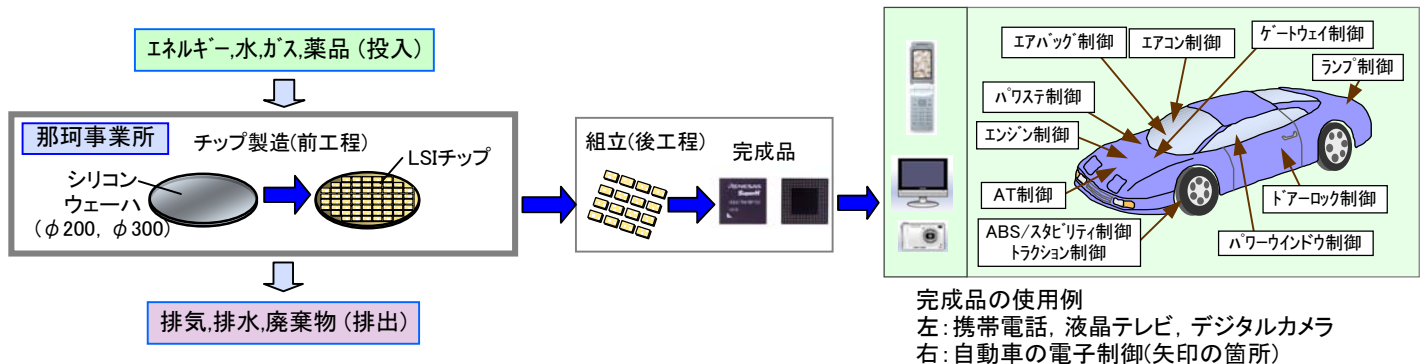 エネルギー,水,ガス,薬品 (投入)
那珂事業所
チップ製造(前工程)
シリコン
ウェーハ
(φ200, φ300)
LSIチップ
排気,排水,廃棄物 (排出)
組立(後工程)
完成品
RENESAS
SuperH
エアバッグ制御
エアコン制御
ゲートウェイ制御
ランプ制御
パワステ制御
エンジン制御
AT制御
ABS/スタビリティ制御
トラクション制御
ドアーロック制御
パワーウインドウ制御
完成品の使用例
左:携帯電話, 液晶テレビ, デジタルカメラ
右:自動車の電子制御(矢印の箇所)